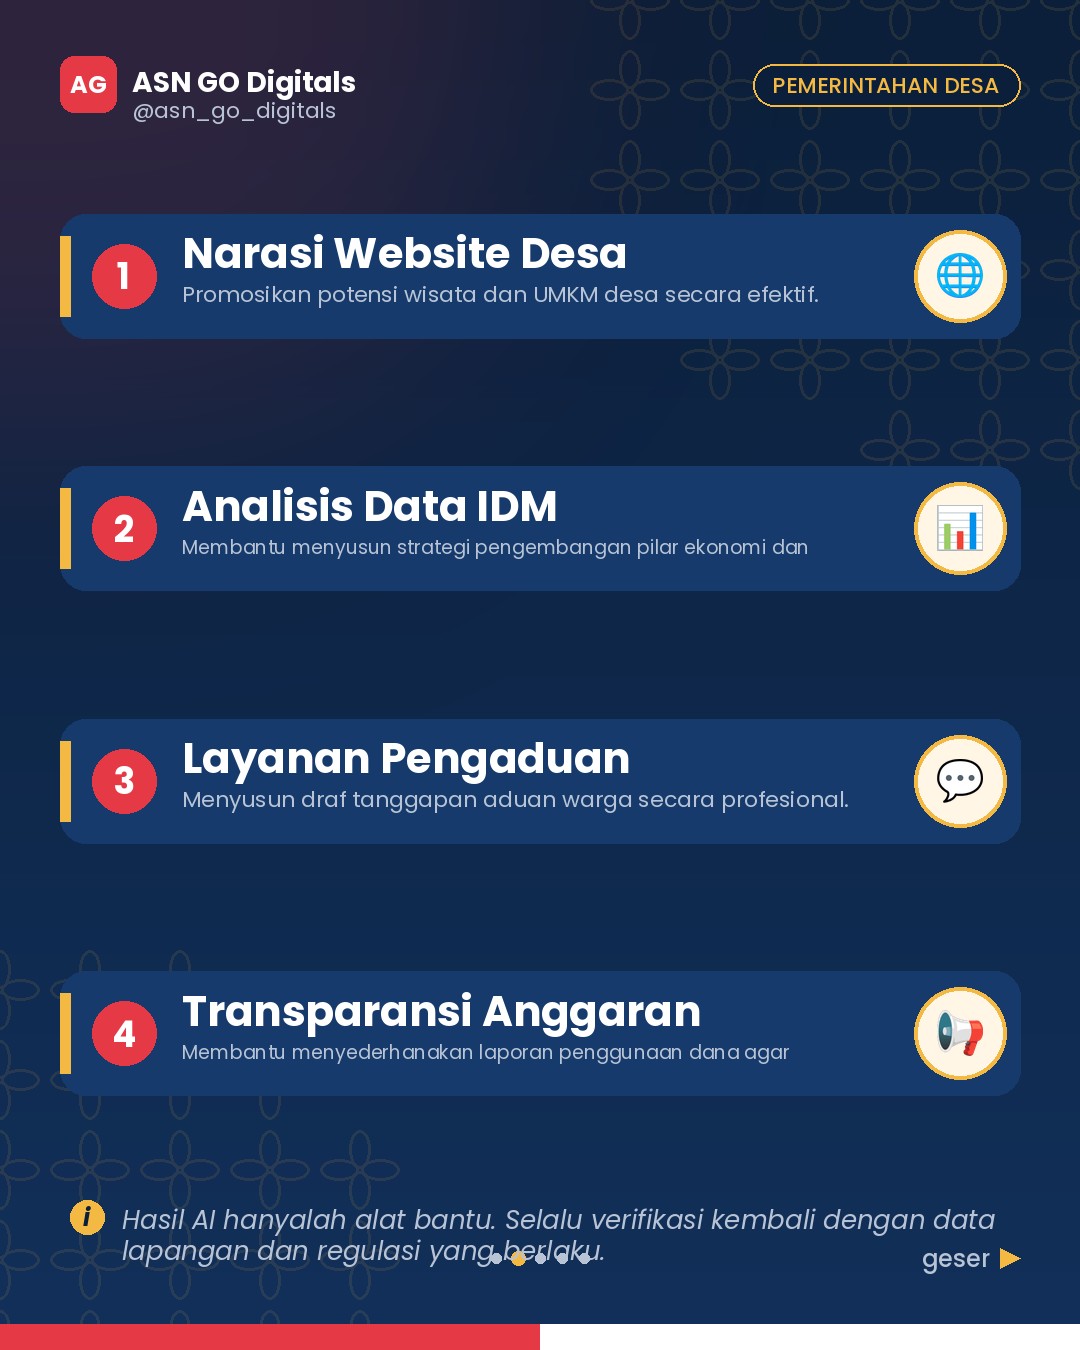 AG
ASN GO Digitals
@asn_go_digitals
PEMERINTAHAN DESA
1
Narasi Website Desa
Promosikan potensi wisata dan UMKM desa secara efektif.
2
Analisis Data IDM
Membantu menyusun strategi pengembangan pilar ekonomi dan
3
Layanan Pengaduan
Menyusun draf tanggapan aduan warga secara profesional.
4
Transparansi Anggaran
Membantu menyederhanakan laporan penggunaan dana agar
i
Hasil AI hanyalah alat bantu. Selalu verifikasi kembali dengan data
lapangan dan regulasi yang berlaku.
geser